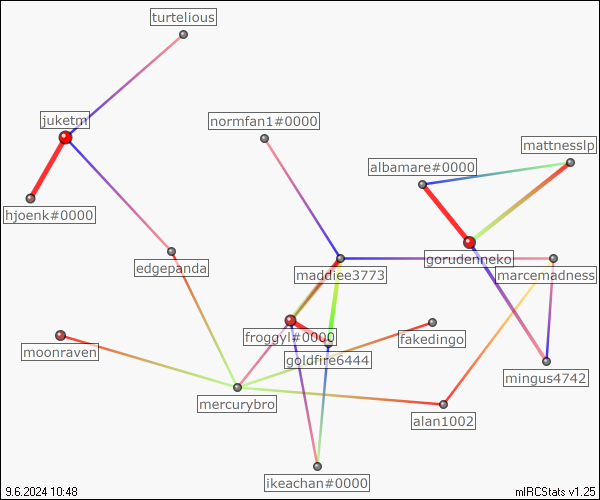 turtelious
juketm
normfan1#0000
mattnesslp
albamare#0000
hjoenk#0000
gorudenneko
edgepanda
maddiee3773
marcemadness
froggyl#0000
fakedingo
moonraven
goldfire6444
mingus4742
mercurybro
alan1002
ikeachan#0000
9.6.2024 10:48
mIRCStats v1.25